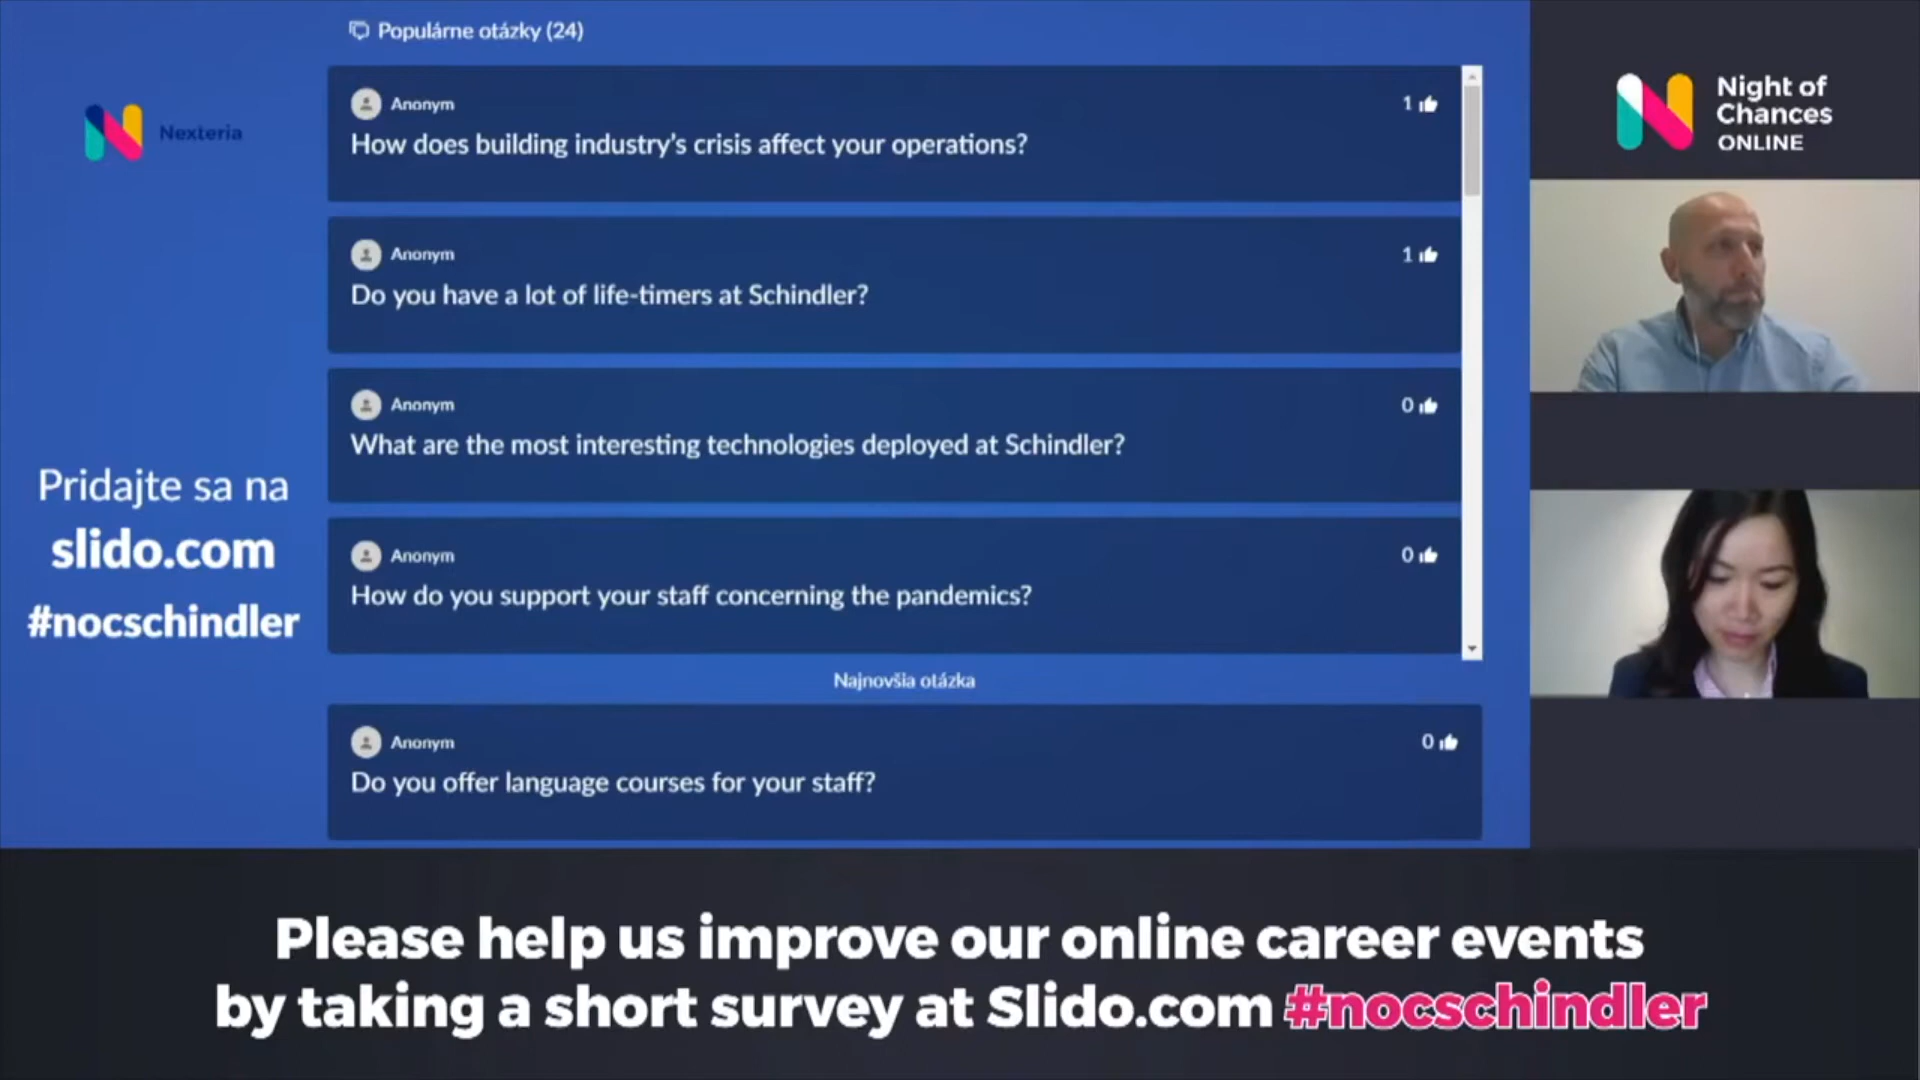 Populárne otázky (24)
Nexteria
Anonym
1
How does building industry's crisis affect your operations?
Anonym
1
Do you have a lot of life-timers at Schindler?
Anonym
0
What are the most interesting technologies deployed at Schindler?
Anonym
0
How do you support your staff concerning the pandemics?
Najnovšia otázka
Anonym
0
Do you offer language courses for your staff?
Pridajte sa na
slido.com
#nocschindler
Night of
Chances
ONLINE
Please help us improve our online career events
by taking a short survey at Slido.com #nocschindler